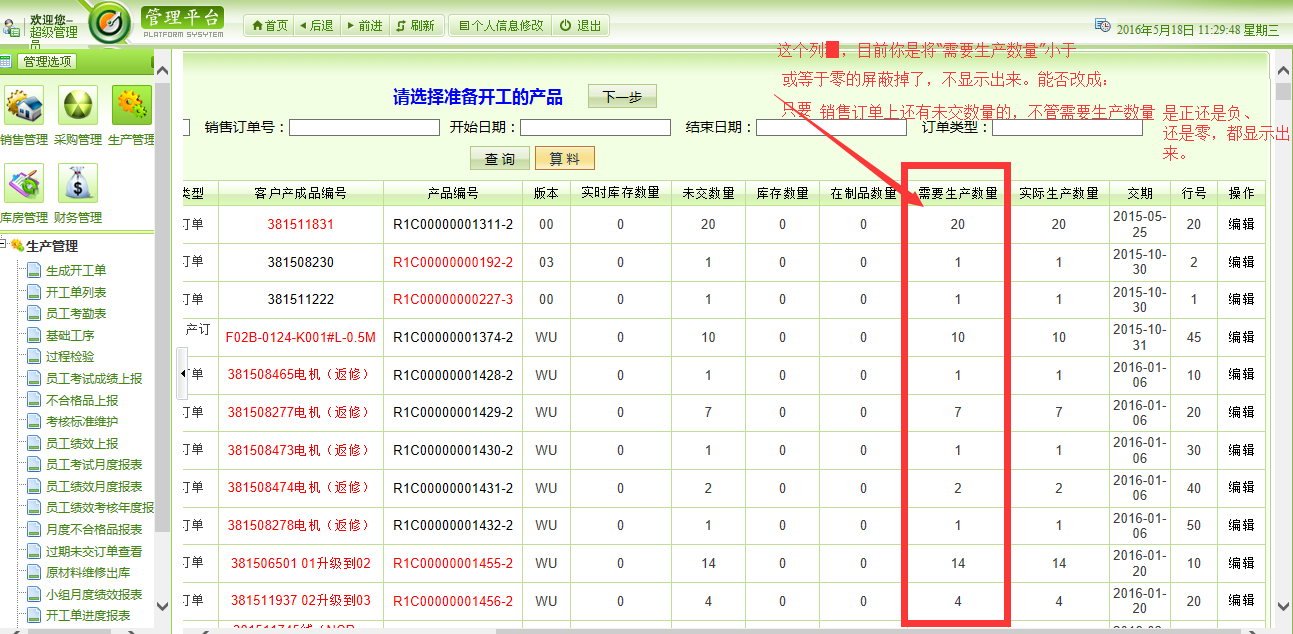 欢迎您–
超级管理
员
管理平台
PLATFORM SYSYTEM
首页 后退 前进 刷新 个人信息修改 退出
2016年5月18日 11:29:48 星期三
管理选项
销售管理 采购管理 生产管理
库房管理 财务管理
生产管理
生成开工单
开工单列表
员工考勤表
基础工序
过程检验
员工考试成绩上报
不合格品上报
考核标准维护
员工绩效上报
员工考试月度报表
员工绩效月度报表
员工绩效考核年度报
月度不合格品报表
过期未交订单查看
原材料维修出库
小组月度绩效报表
开工单进度报表
这个列，目前你是将“需要生产数量”小于
或等于零的屏蔽掉了，不显示出来。能否改成：
只要 销售订单上还有未交数量的，不管需要生产数量 是正还是负、
还是零，都显示出
来。
请选择准备开工的产品 下一步
销售订单号： 开始日期： 结束日期： 订单类型：
查 询 算 料
类型 客户产成品编号 产品编号 版本 实时库存数量 未交数量 库存数量 在制品数量 需要生产数量 实际生产数量 交期 行号 操作
订单 381511831 R1C00000001311-2 00 0 20 0 0 20 20 2015-05-25 20 编辑
订单 381508230 R1C00000000192-2 03 0 1 0 0 1 1 2015-10-30 2 编辑
订单 381511222 R1C00000000227-3 00 0 1 0 0 1 1 2015-10-30 1 编辑
产订 F02B-0124-K001#L-0.5M R1C00000001374-2 WU 0 10 0 0 10 10 2015-10-31 45 编辑
订单 381508465电机（返修） R1C00000001428-2 WU 0 1 0 0 1 1 2016-01-06 10 编辑
订单 381508277电机（返修） R1C00000001429-2 WU 0 7 0 0 7 7 2016-01-06 20 编辑
订单 381508473电机（返修） R1C00000001430-2 WU 0 1 0 0 1 1 2016-01-06 30 编辑
订单 381508474电机（返修） R1C00000001431-2 WU 0 2 0 0 2 2 2016-01-06 40 编辑
订单 381508278电机（返修） R1C00000001432-2 WU 0 1 0 0 1 1 2016-01-06 50 编辑
订单 381506501 01升级到02 R1C00000001455-2 WU 0 14 0 0 14 14 2016-01-20 10 编辑
订单 381511937 02升级到03 R1C00000001456-2 WU 0 4 0 0 4 4 2016-01-20 20 编辑